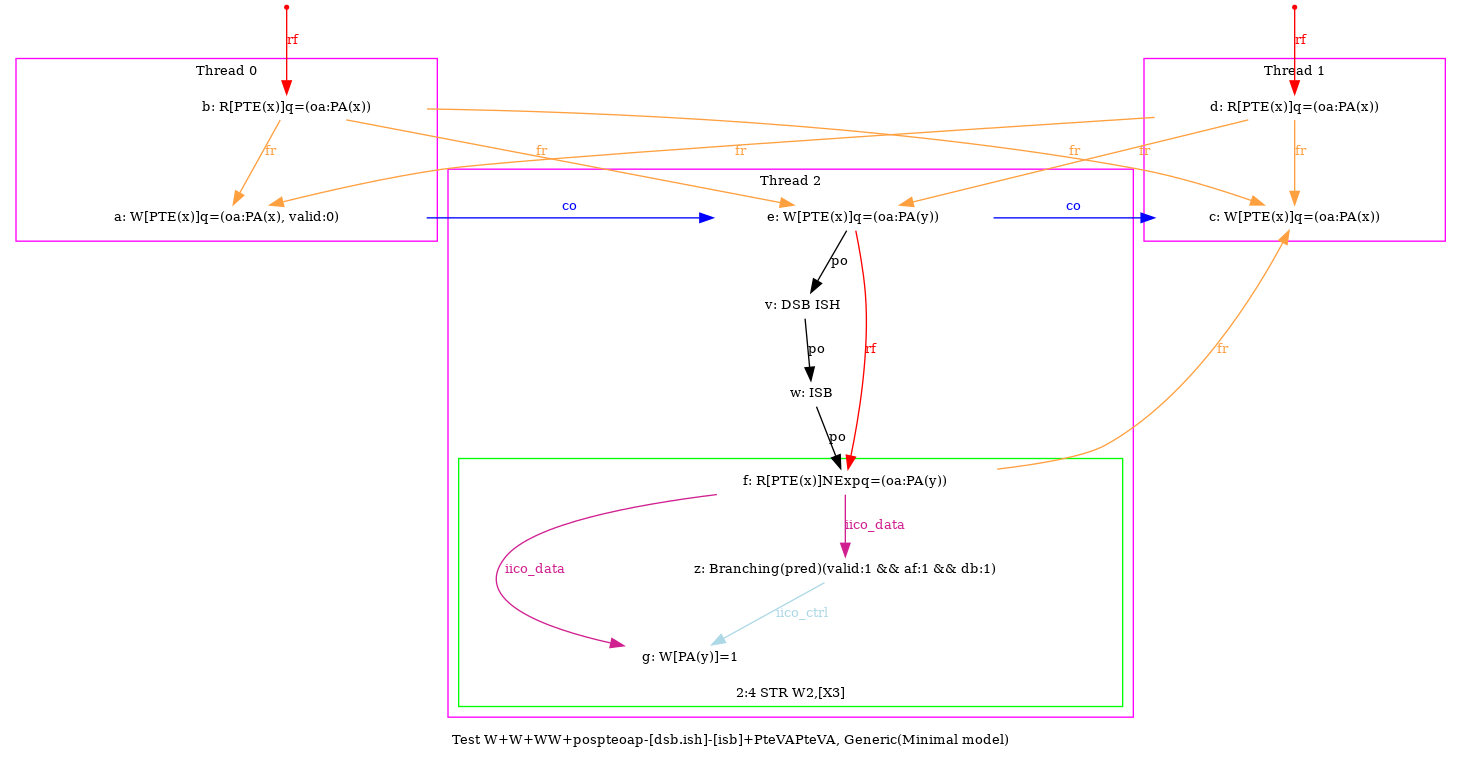 rf
rf
Thread 0
Thread 1
b: R[PTE(x)]q=(oa:PA(x))
d: R[PTE(x)]q=(oa:PA(x))
fr
fr
fr
fr
fr
fr
Thread 2
co
co
a: W[PTE(x)]q=(oa:PA(x), valid:0)
e: W[PTE(x)]q=(oa:PA(y))
c: W[PTE(x)]q=(oa:PA(x))
po
v: DSB ISH
po
rf
fr
w: ISB
po
f: R[PTE(x)]NExpq=(oa:PA(y))
iico_data
iico_data
z: Branching(pred)(valid:1 && af:1 && db:1)
iico_ctrl
g: W[PA(y)]=1
2:4 STR W2,[X3]
Test W+W+WW+pospteoap-[dsb.ish]-[isb]+PteVAPteVA, Generic(Minimal model)